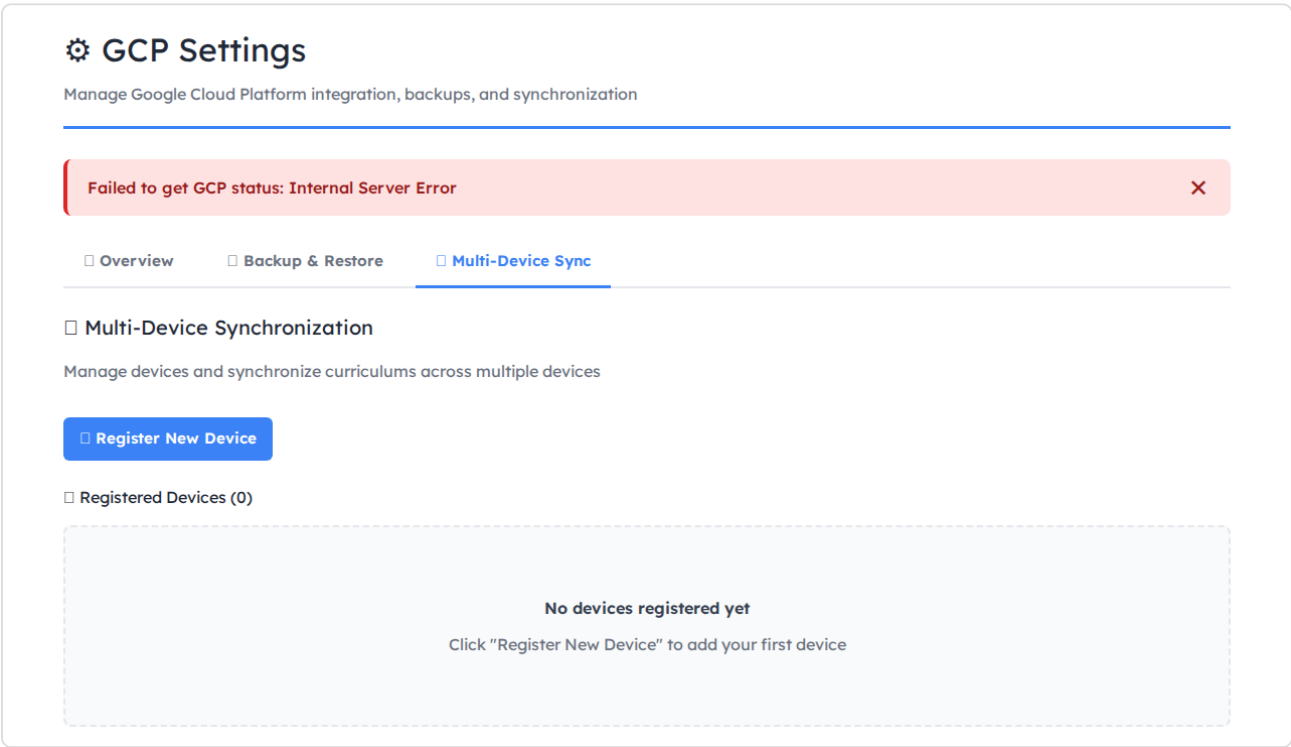 ⚙ GCP Settings
Manage Google Cloud Platform integration, backups, and synchronization
Failed to get GCP status: Internal Server Error ✕
Overview Backup & Restore Multi-Device Sync
Multi-Device Synchronization
Manage devices and synchronize curriculums across multiple devices
Register New Device
Registered Devices (0)
No devices registered yet
Click "Register New Device" to add your first device